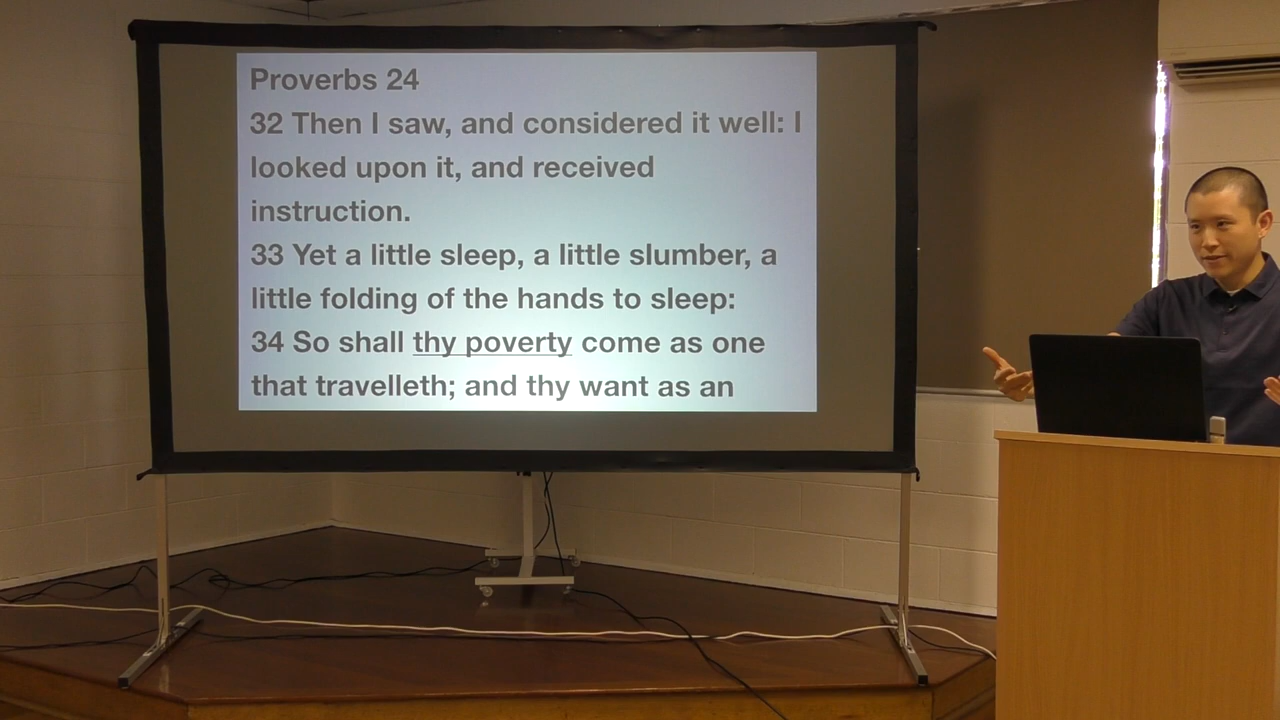 Proverbs 24
32 Then I saw, and considered it well: I
looked upon it, and received
instruction.
33 Yet a little sleep, a little slumber, a
little folding of the hands to sleep:
34 So shall thy poverty come as one
that travelleth; and thy want as an